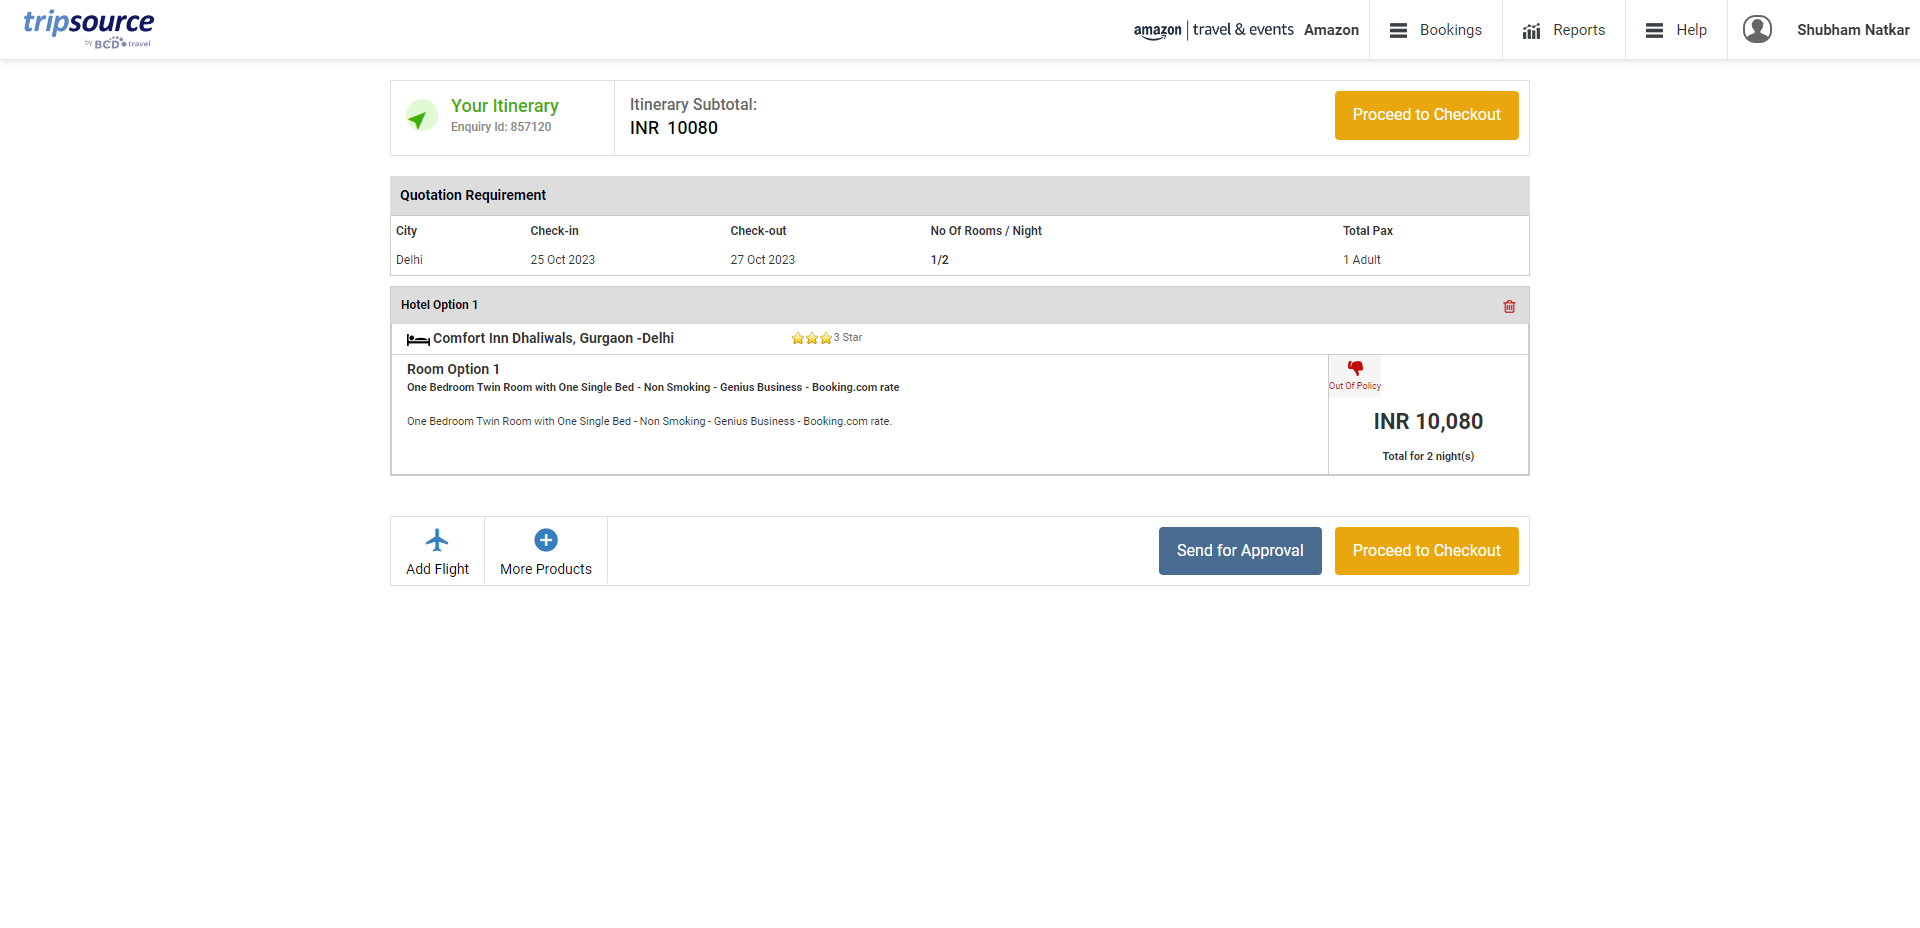 tripsource
by BCD travel
amazon | travel & events Amazon
Bookings
Reports
Help
Shubham Natkar
Your Itinerary
Enquiry Id: 857120
Itinerary Subtotal:
INR 10080
Proceed to Checkout
Quotation Requirement
City Check-in Check-out No Of Rooms / Night Total Pax
Delhi 25 Oct 2023 27 Oct 2023 1/2 1 Adult
Hotel Option 1
Comfort Inn Dhaliwals, Gurgaon -Delhi 3 Star
Room Option 1
One Bedroom Twin Room with One Single Bed - Non Smoking - Genius Business - Booking.com rate
One Bedroom Twin Room with One Single Bed - Non Smoking - Genius Business - Booking.com rate.
Out Of Policy
INR 10,080
Total for 2 night(s)
Add Flight
More Products
Send for Approval
Proceed to Checkout